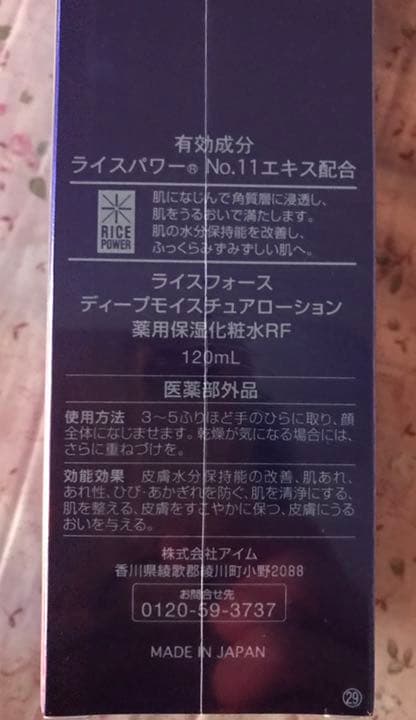 有効成分
ライスパワー® No.11エキス配合
RICE POWER
肌になじんで角質層に浸透し、
肌をうるおいで満たします。
肌の水分保持能を改善し、
ふっくらみずみずしい肌へ。
ライスフォース
ディープモイスチュアローション
薬用保湿化粧水RF
120mL
医薬部外品
使用方法 3〜5ふりほど手のひらに取り、顔
全体になじませます。乾燥が気になる場合には、
さらに重ねづけを。
効能効果 皮膚水分保持能の改善、肌あれ、
あれ性、ひび・あかぎれを防ぐ、肌を清浄にする、
肌を整える、皮膚をすこやかに保つ、皮膚にうる
おいを与える。
株式会社アイム
香川県綾歌郡綾川町小野2088
お問合せ先
0120-59-3737
MADE IN JAPAN
29